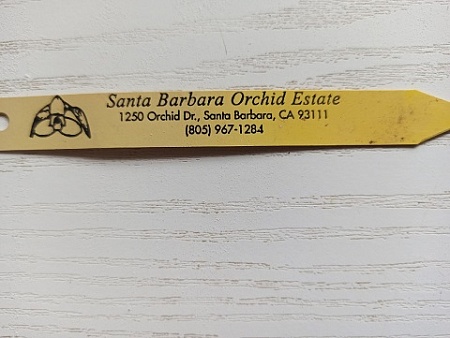 Santa Barbara Orchid Estate
1250 Orchid Dr., Santa Barbara, CA 93111
(805) 967-1284